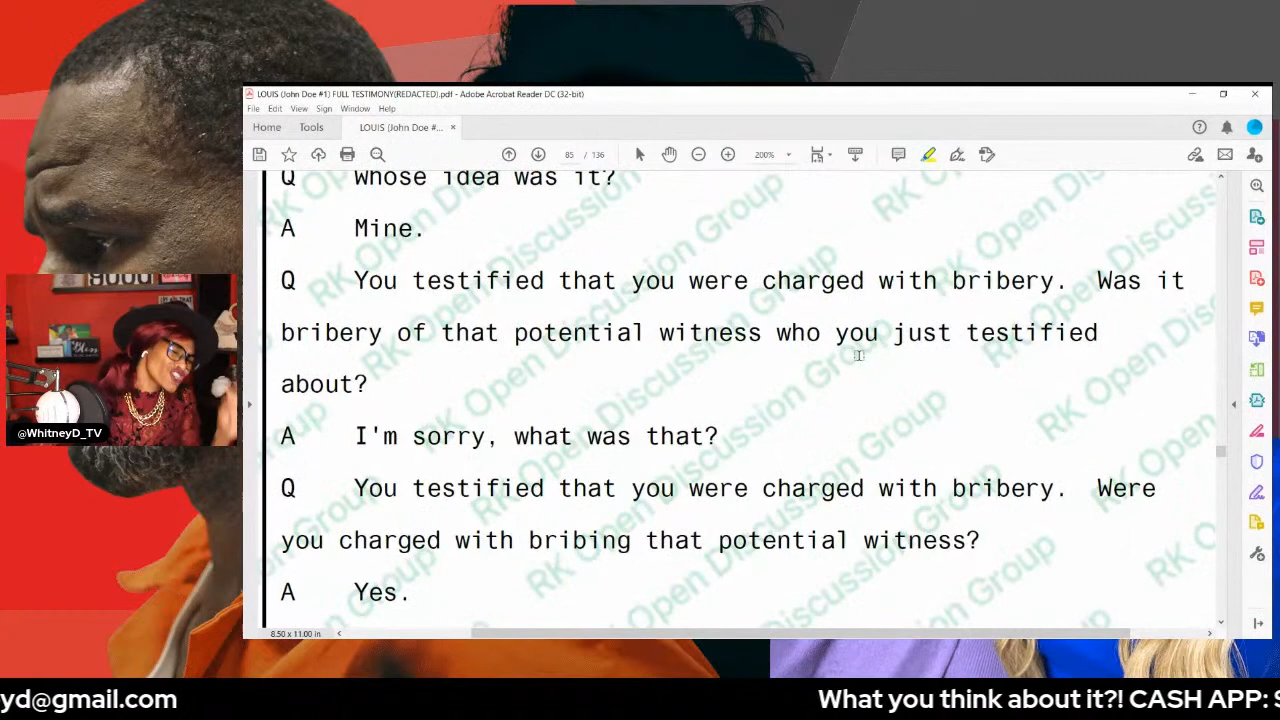 LOUIS (John Doe #1) FULL TESTIMONY(REDACTED).pdf - Adobe Acrobat Reader DC (32-bit)
File Edit View Sign Window Help
Home Tools LOUIS (John Doe #...
85 / 136 200%
Q whose idea was it?
A Mine.
Q You testified that you were charged with bribery. Was it
bribery of that potential witness who you just testified
about?
A I'm sorry, what was that?
Q You testified that you were charged with bribery. Were
you charged with bribing that potential witness?
A Yes.
RK Open Discussion Group
8.50 x 11.00 in
@WhitneyD_TV
yd@gmail.com What you think about it?! CASH APP: